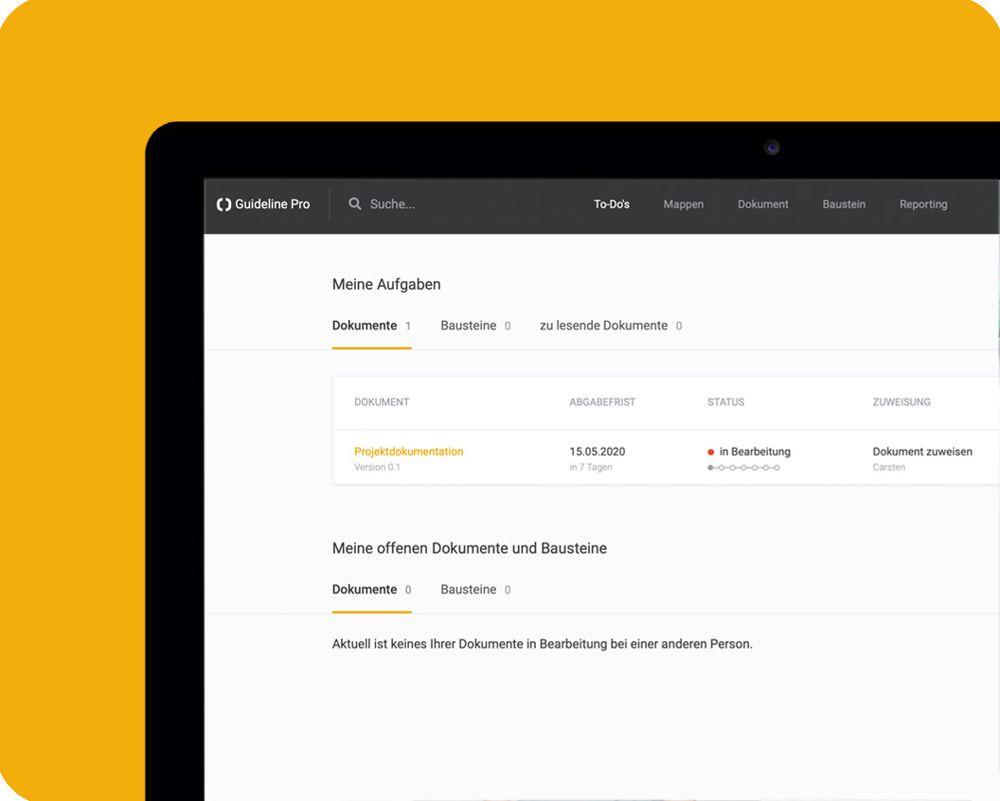 Guideline Pro Suche... To-Do's Mappen Dokument Baustein Reporting
Meine Aufgaben
Dokumente 1 Bausteine 0 zu lesende Dokumente 0
DOKUMENT ABGABEFRIST STATUS ZUWEISUNG
Projektdokumentation 15.05.2020 in Bearbeitung Dokument zuweisen
Version 0.1 in 7 Tagen Carsten
Meine offenen Dokumente und Bausteine
Dokumente 0 Bausteine 0
Aktuell ist keines Ihrer Dokumente in Bearbeitung bei einer anderen Person.